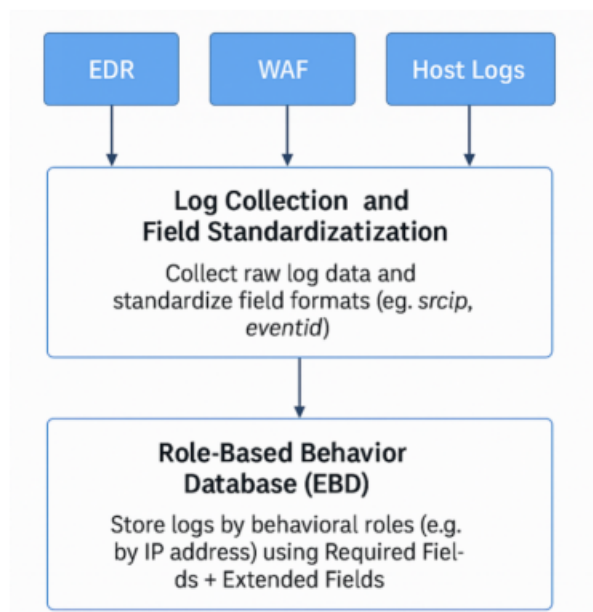 EDR
WAF
Host Logs
Log Collection and
Field Standardizatization
Collect raw log data and
standardize field formats (eg. srcip,
eventid)
Role-Based Behavior
Database (EBD)
Store logs by behavioral roles (e.g.
by IP address) using Required Fiel-
ds + Extended Fields